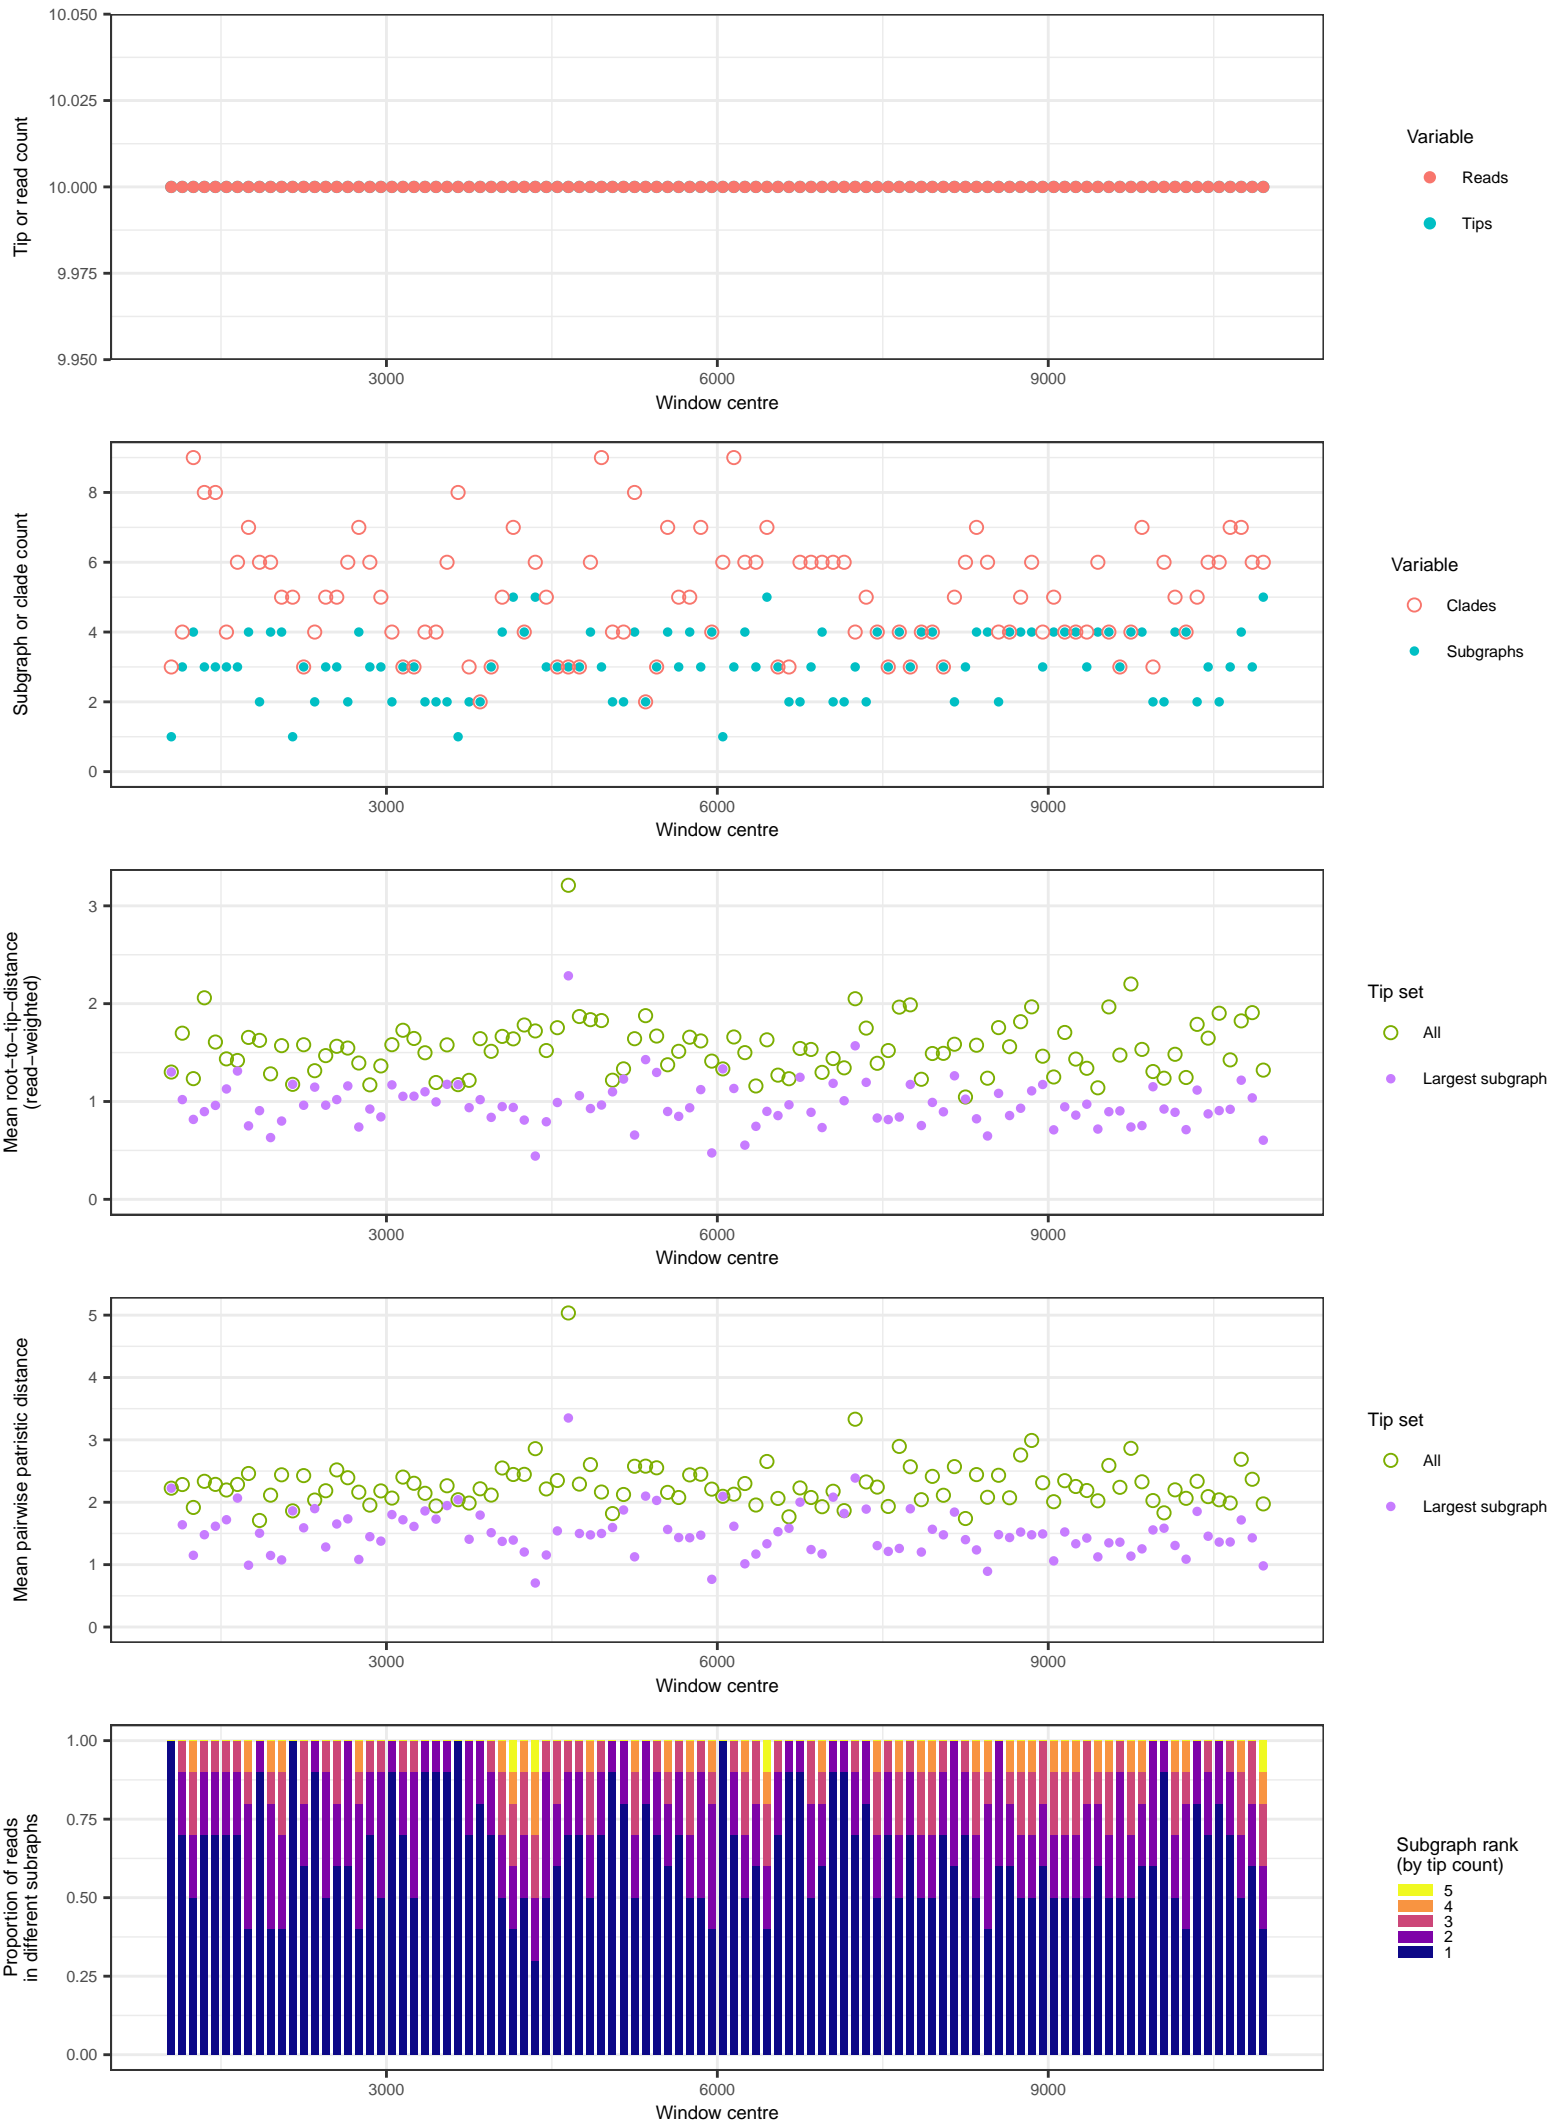 10.050
10.025
10.000
9.975
9.950
Tip or read count
3000 6000 9000
Window centre
Variable
Reads
Tips
8
6
4
2
0
Subgraph or clade count
3000 6000 9000
Window centre
Variable
Clades
Subgraphs
3
2
1
0
Mean root−to−tip−distance
(read−weighted)
3000 6000 9000
Window centre
Tip set
All
Largest subgraph
5
4
3
2
1
0
Mean pairwise patristic distance
3000 6000 9000
Window centre
Tip set
All
Largest subgraph
1.00
0.75
0.50
0.25
0.00
Proportion of reads
in different subraphs
3000 6000 9000
Window centre
Subgraph rank
(by tip count)
5
4
3
2
1